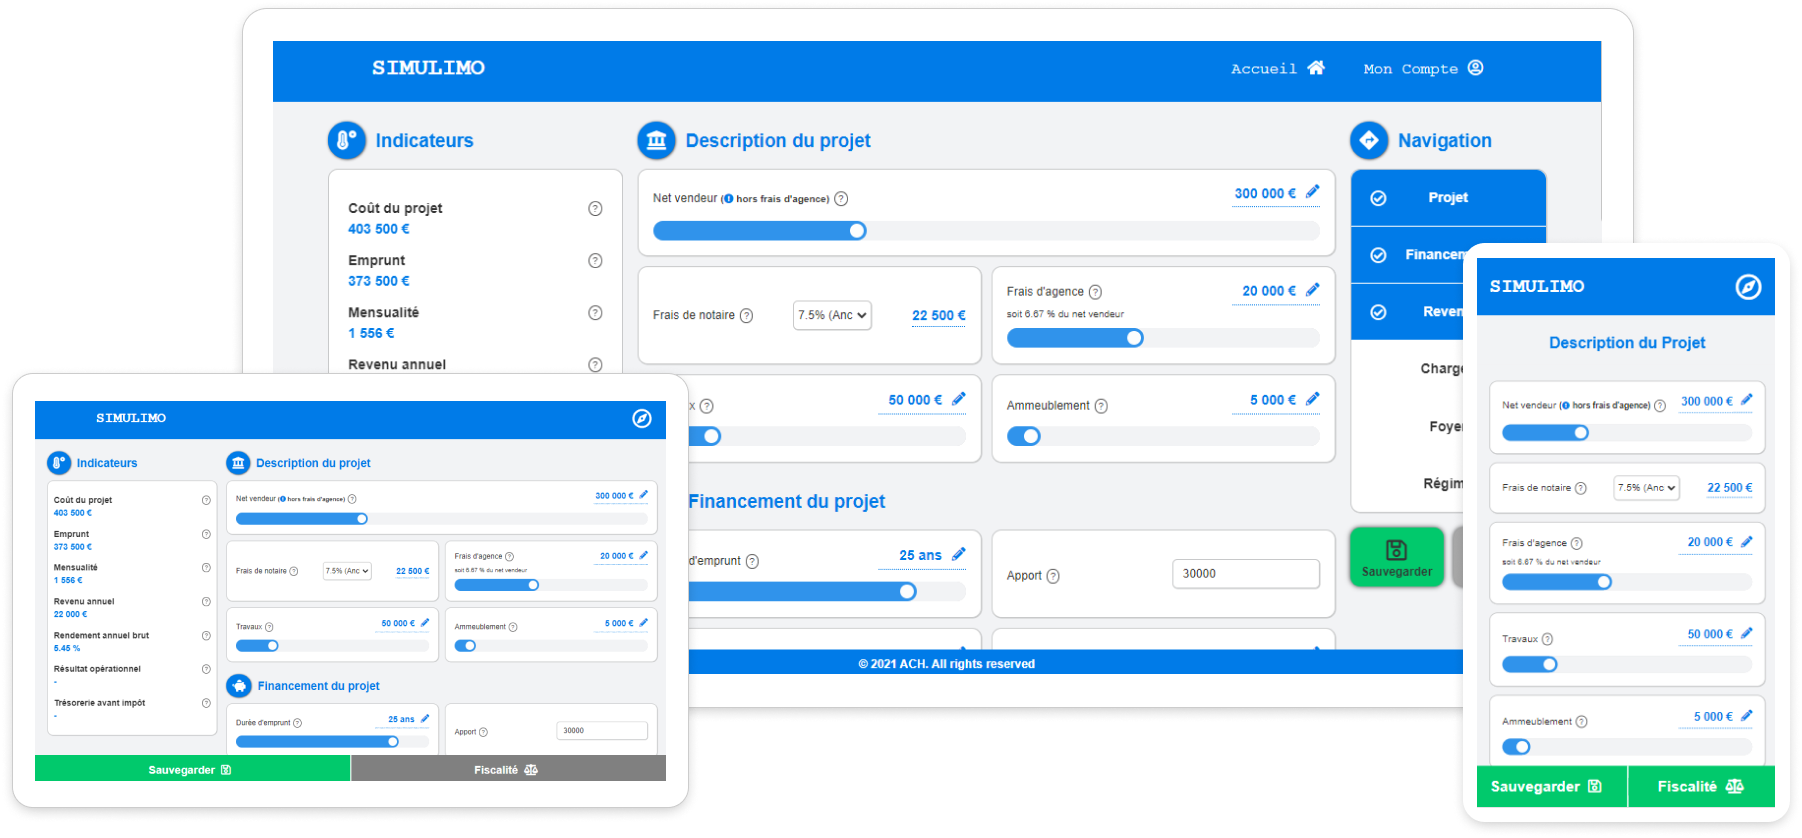 SIMULIMO
Accueil
Mon Compte
Indicateurs
Coût du projet
403 500 €
Emprunt
373 500 €
Mensualité
1 556 €
Revenu annuel
Description du projet
Net vendeur (hors frais d'agence)
300 000 €
Frais de notaire
7.5% (Anc
22 500 €
Frais d'agence
20 000 €
soit 6.67 % du net vendeur
x
50 000 €
Ammeublement
5 000 €
Financement du projet
d'emprunt
25 ans
Apport
30000
Navigation
Projet
Financem
Reven
Charge
Foyer
Régim
Sauvegarder
© 2021 ACH. All rights reserved
SIMULIMO
Indicateurs
Coût du projet
403 500 €
Emprunt
373 500 €
Mensualité
1 556 €
Revenu annuel
22 000 €
Rendement annuel brut
5.45 %
Résultat opérationnel
-
Trésorerie avant impôt
-
Description du projet
Net vendeur (hors frais d'agence)
300 000 €
Frais de notaire
7.5% (Anc
22 500 €
Frais d'agence
20 000 €
soit 6.67 % du net vendeur
Travaux
50 000 €
Ammeublement
5 000 €
Financement du projet
Durée d'emprunt
25 ans
Apport
30000
Sauvegarder
Fiscalité
SIMULIMO
Description du Projet
Net vendeur (hors frais d'agence)
300 000 €
Frais de notaire
7.5% (Anc
22 500 €
Frais d'agence
20 000 €
soit 6.67 % du net vendeur
Travaux
50 000 €
Ammeublement
5 000 €
Sauvegarder
Fiscalité